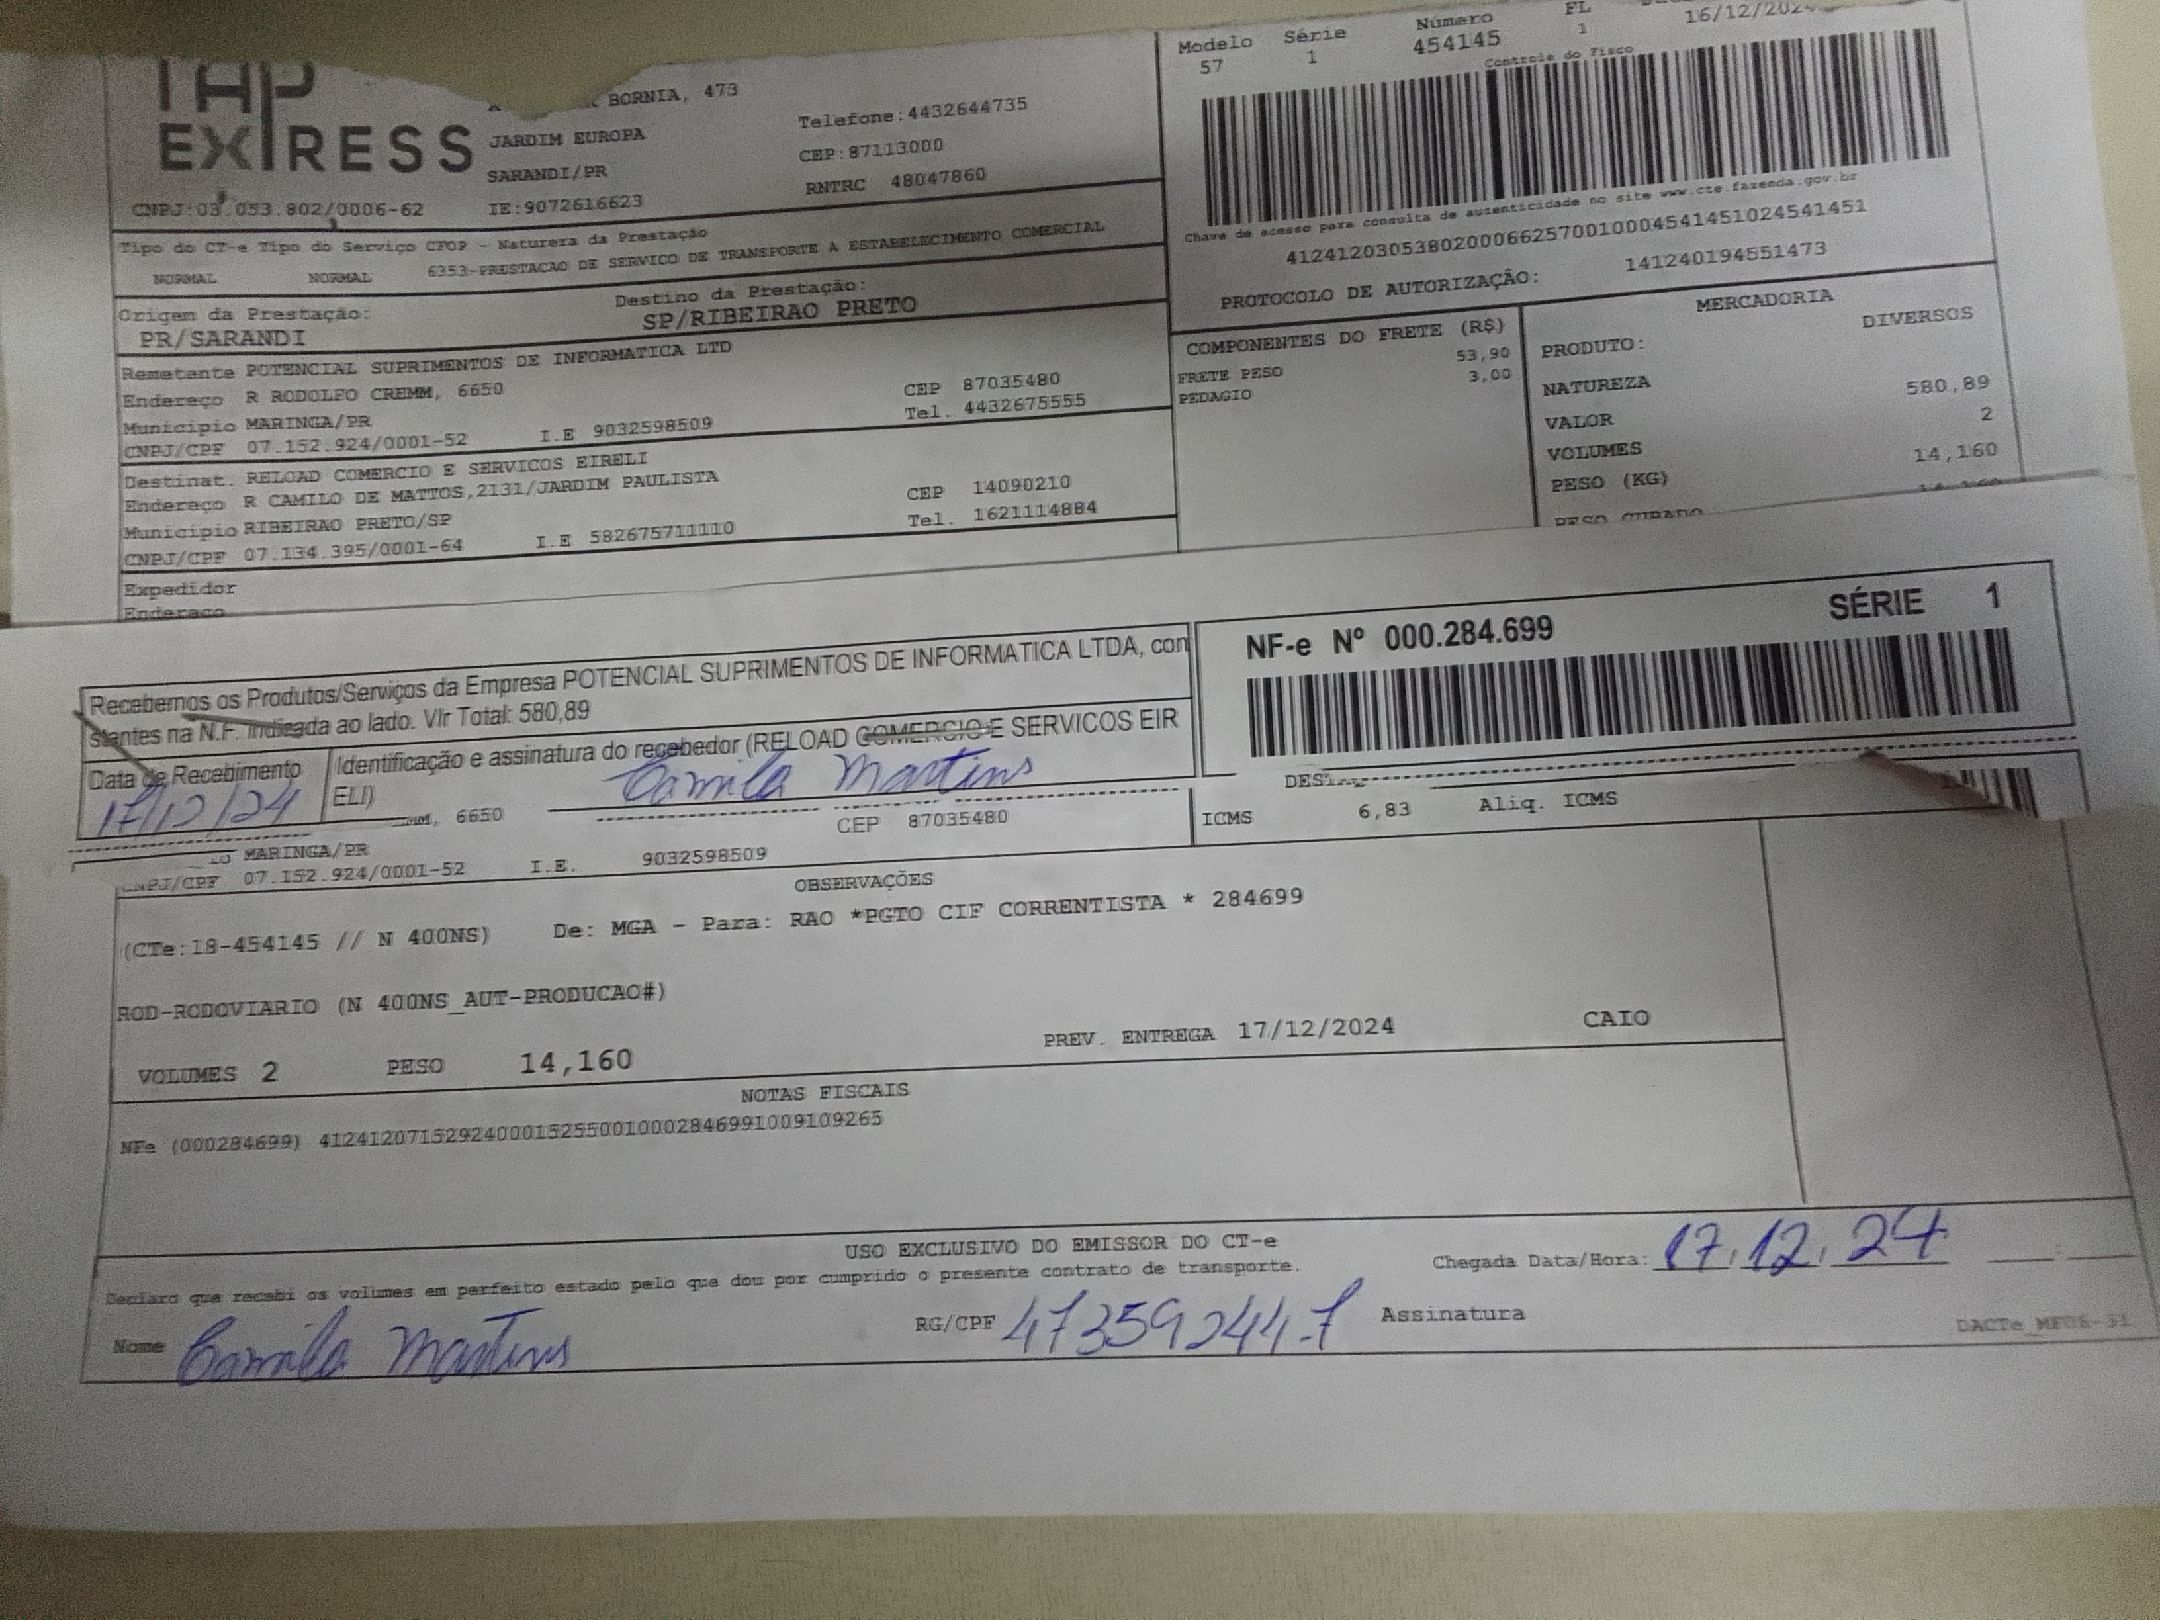 TAP
EXPRESS
BORNIA, 473
JARDIM EUROPA
SARANDI/PR
Telefone:4432644735
CEP:87113000
RNTRC 48047860
CNPJ:03.053.802/0006-62 IE:9072616623
Modelo Série Número FL
57 1 454145 1 16/12/202
Controle do Fisco
Chave de acesso para consulta de autenticidade no site www.cte.fazenda.gov.br
41241203053802000662570010004541451024541451
PROTOCOLO DE AUTORIZAÇÃO: 141240194551473
Tipo do CT-e Tipo do Serviço CFOP - Natureza da Prestação
NORMAL NORMAL 6353-PRESTACAO DE SERVICO DE TRANSPORTE A ESTABELECIMENTO COMERCIAL
Origem da Prestação: Destino da Prestação:
PR/SARANDI SP/RIBEIRAO PRETO
Remetente POTENCIAL SUPRIMENTOS DE INFORMATICA LTD
Endereço R RODOLFO CREMM, 6650 CEP 87035480
Municipio MARINGA/PR Tel. 4432675555
CNPJ/CPF 07.152.924/0001-52 I.E 9032598509
Destinat. RELOAD COMERCIO E SERVICOS EIRELI
Endereço R CAMILO DE MATTOS,2131/JARDIM PAULISTA CEP 14090210
Municipio RIBEIRAO PRETO/SP Tel. 1621114884
CNPJ/CPF 07.134.395/0001-64 I.E 582675711110
Expedidor
Endereço
COMPONENTES DO FRETE (R$)
FRETE PESO 53,90
PEDAGIO 3,00
MERCADORIA
PRODUTO: DIVERSOS
NATUREZA
VALOR 580,89
VOLUMES 2
PESO (KG) 14,160
PESO CUBADO 14,160
Recebemos os Produtos/Serviços da Empresa POTENCIAL SUPRIMENTOS DE INFORMATICA LTDA, con
stantes na N.F. indicada ao lado. Vlr Total: 580,89
Data de Recebimento
17/12/24
Identificação e assinatura do recebedor (RELOAD COMERCIO E SERVICOS EIR
ELI)
Camila Martins
NF-e Nº 000.284.699 SÉRIE 1
6650 CEP 87035480
MARINGA/PR
CNPJ/CPF 07.152.924/0001-52 I.E. 9032598509
DEST
ICMS 6,83 Aliq. ICMS
OBSERVAÇÕES
(CTe:18-454145 // N 400NS) De: MGA - Para: RAO *PGTO CIF CORRENTISTA * 284699
ROD-RODOVIARIO (N 400NS_AUT-PRODUCAO#)
VOLUMES 2 PESO 14,160 PREV. ENTREGA 17/12/2024 CAIO
NOTAS FISCAIS
NFe (000284699) 41241207152924000152550010002846991009109265
USO EXCLUSIVO DO EMISSOR DO CT-e
Declaro que recebi os volumes em perfeito estado pelo que dou por cumprido o presente contrato de transporte.
Chegada Data/Hora: 17/12/24
Nome Camila Martins RG/CPF 47359244-7 Assinatura
DACTe_MF06-31